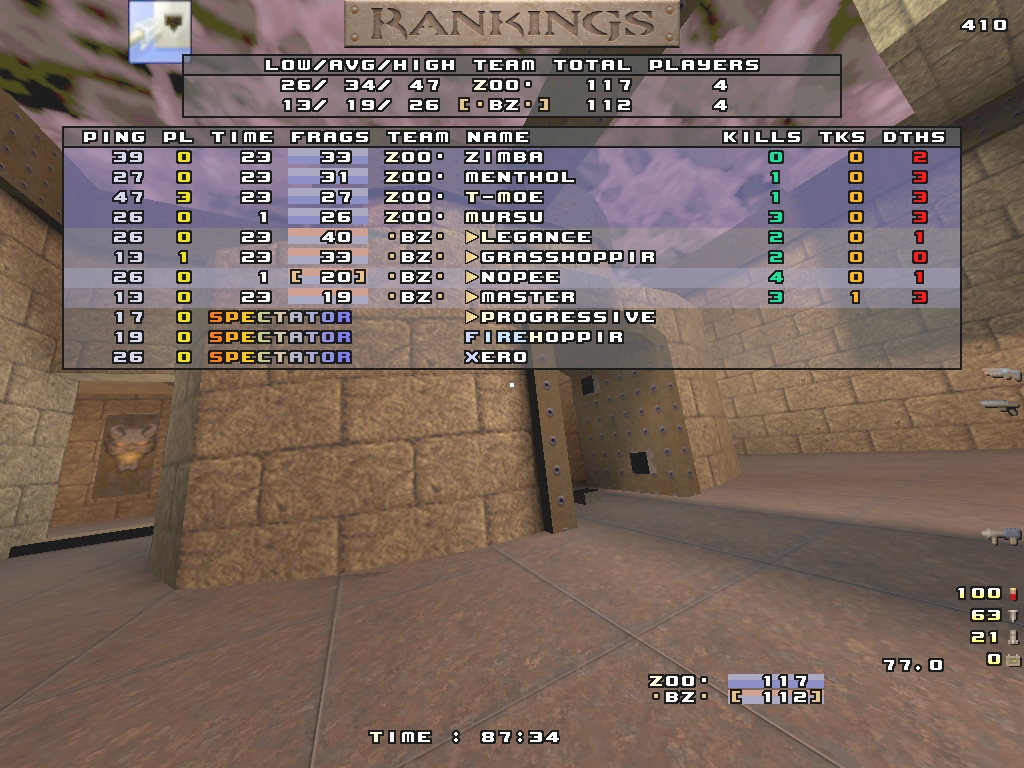 RANKINGS
410
LOW/AVG/HIGH TEAM TOTAL PLAYERS
26/ 34/ 47 ZOO· 117 4
13/ 19/ 26 [·BZ·] 112 4
PING PL TIME FRAGS TEAM NAME KILLS TKS DTHS
39 0 23 33 ZOO· ZIMBA 0 0 2
27 0 23 31 ZOO· MENTHOL 1 0 3
47 3 23 27 ZOO· T-MOE 1 0 3
26 0 1 26 ZOO· MURSU 3 0 3
26 0 23 40 ·BZ· LEGANCE 2 0 1
13 1 23 33 ·BZ· GRASSHOPPIR 2 0 0
26 0 1 [ 20] ·BZ· NOPEE 4 0 1
13 0 23 19 ·BZ· MASTER 3 1 3
17 0 SPECTATOR PROGRESSIVE
19 0 SPECTATOR FIREHOPPIR
26 0 SPECTATOR XERO
100
63
21
0
77.0
ZOO· 117
·BZ· [ 112]
TIME : 87:34